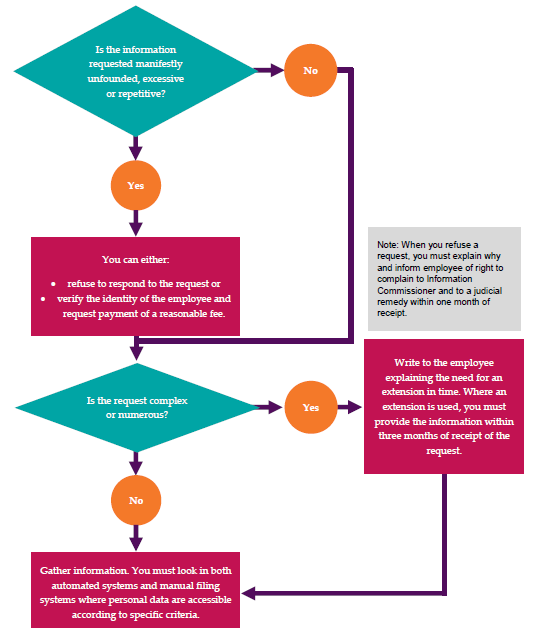 Is the information
requested manifestly
unfounded, excessive
or repetitive?
No
Yes
You can either:
• refuse to respond to the request or
• verify the identity of the employee and
request payment of a reasonable fee.
Note: When you refuse a
request, you must explain why
and inform employee of right to
complain to Information
Commissioner and to a judicial
remedy within one month of
receipt.
Is the request complex
or numerous?
Yes
Write to the employee
explaining the need for an
extension in time. Where an
extension is used, you must
provide the information within
three months of receipt of the
request.
No
Gather information. You must look in both
automated systems and manual filing
systems where personal data are accessible
according to specific criteria.